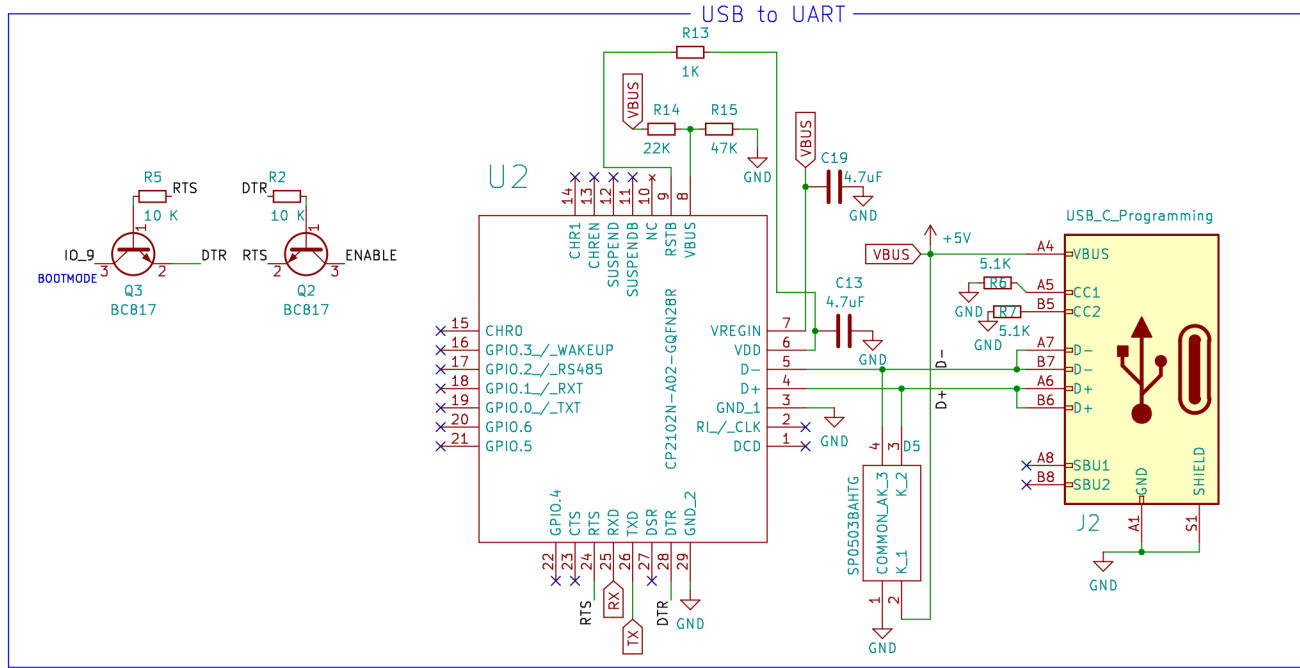 USB to UART
R13
1K
VBUS
R14
22K
R15
47K
GND
VBUS
C19
4.7uF
GND
R5
RTS
10 K
1
IO_9
3
2
DTR
BOOTMODE
Q3
BC817
DTR
R2
10 K
1
RTS
2
3
ENABLE
Q2
BC817
U2
14
13
12
11
10
9
8
CHR1
CHREN
SUSPEND
SUSPENDB
NC
RSTB
VBUS
CP2102N-A02-GQFN28R
15 CHR0
16 GPIO.3_/_WAKEUP
17 GPIO.2_/_RS485
18 GPIO.1_/_RXT
19 GPIO.0_/_TXT
20 GPIO.6
21 GPIO.5
VREGIN 7
VDD 6
D- 5
D+ 4
GND_1 3
RI_/_CLK 2
DCD 1
GPIO.4
CTS
RTS
RXD
TXD
DSR
DTR
GND_2
22
23
24
25
26
27
28
29
RTS
RX
TX
DTR
GND
C13
4.7uF
GND
GND
VBUS
+5V
D-
D+
4
3
D5
SP0503BAHTG
COMMON_AK_3
K_2
K_1
1
2
GND
USB_C_Programming
A4 VBUS
5.1K
R6
GND
A5 CC1
R7
5.1K
GND
B5 CC2
A7 D-
B7 D-
A6 D+
B6 D+
A8 SBU1
B8 SBU2
GND
SHIELD
J2
A1
S1
GND